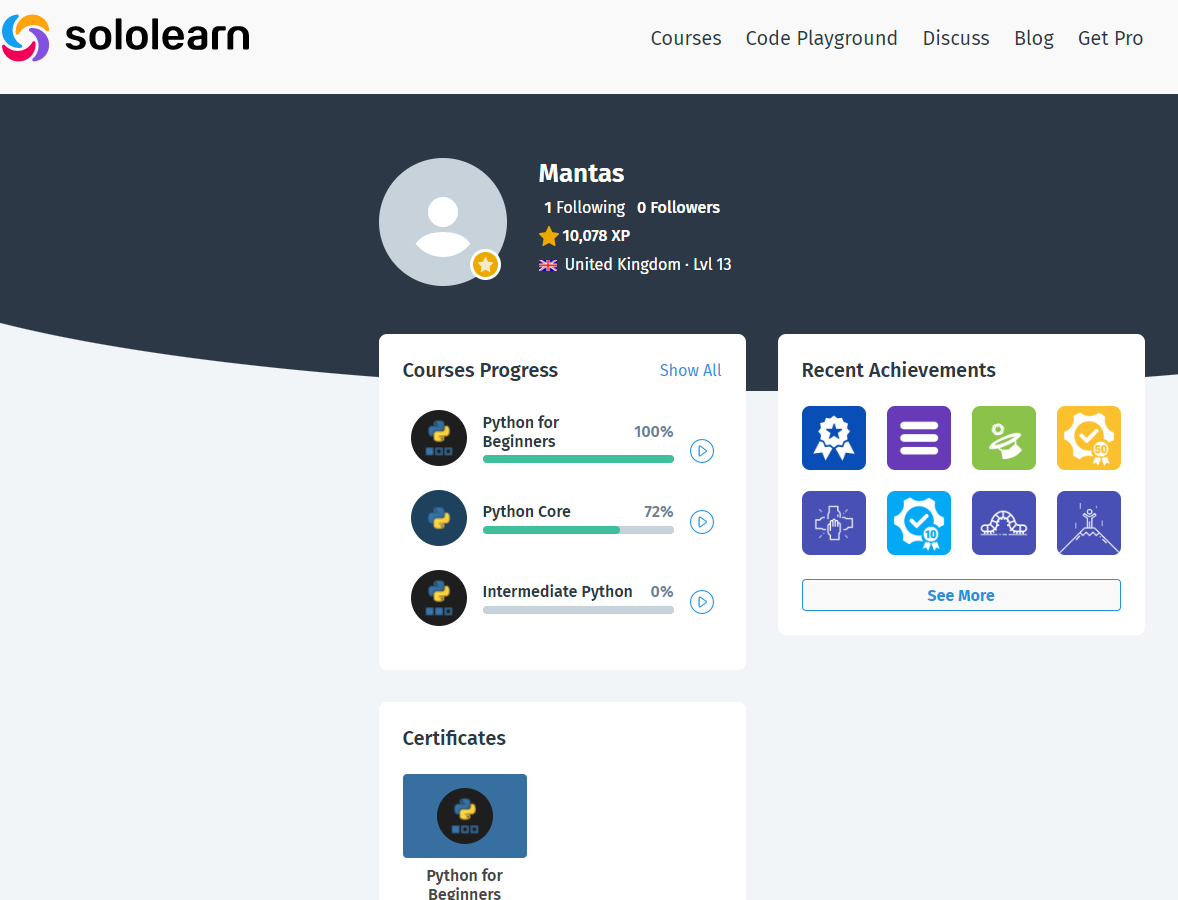 sololearn
Courses Code Playground Discuss Blog Get Pro
Mantas
1 Following 0 Followers
10,078 XP
United Kingdom · Lvl 13
Courses Progress Show All
Python for
Beginners
100%
Python Core 72%
Intermediate Python 0%
Recent Achievements
50
10
See More
Certificates
Python for
Beginners